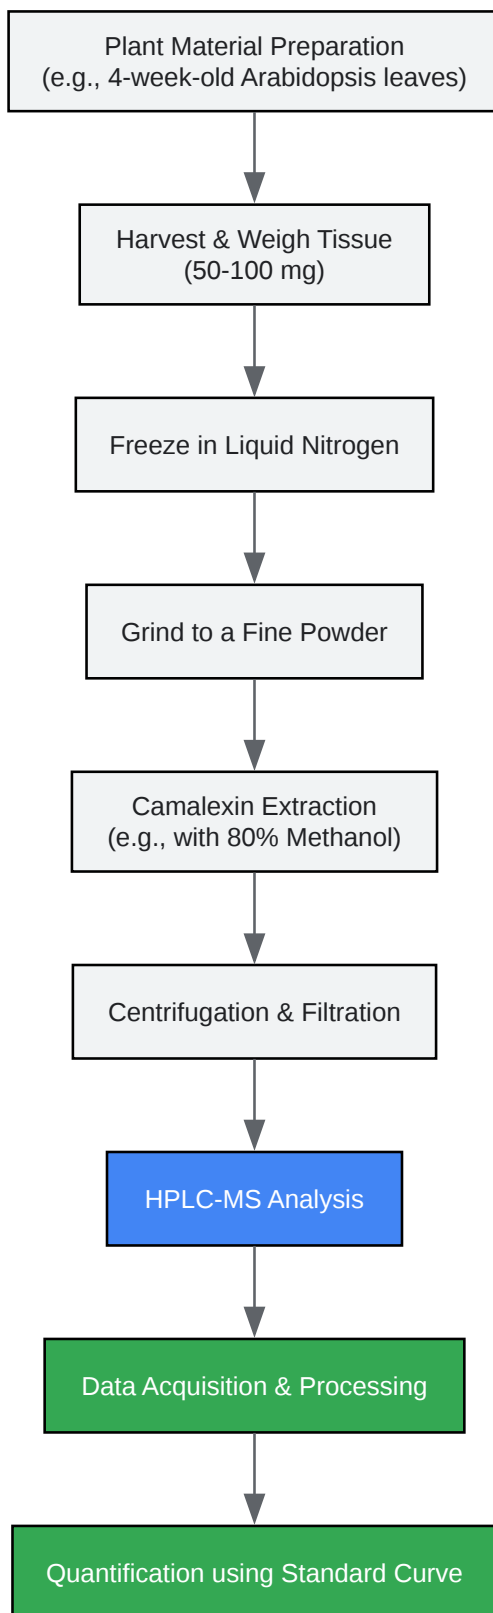 Plant Material Preparation
(e.g., 4-week-old Arabidopsis leaves)
Harvest & Weigh Tissue
(50-100 mg)
Freeze in Liquid Nitrogen
Grind to a Fine Powder
Camalexin Extraction
(e.g., with 80% Methanol)
Centrifugation & Filtration
HPLC-MS Analysis
Data Acquisition & Processing
Quantification using Standard Curve